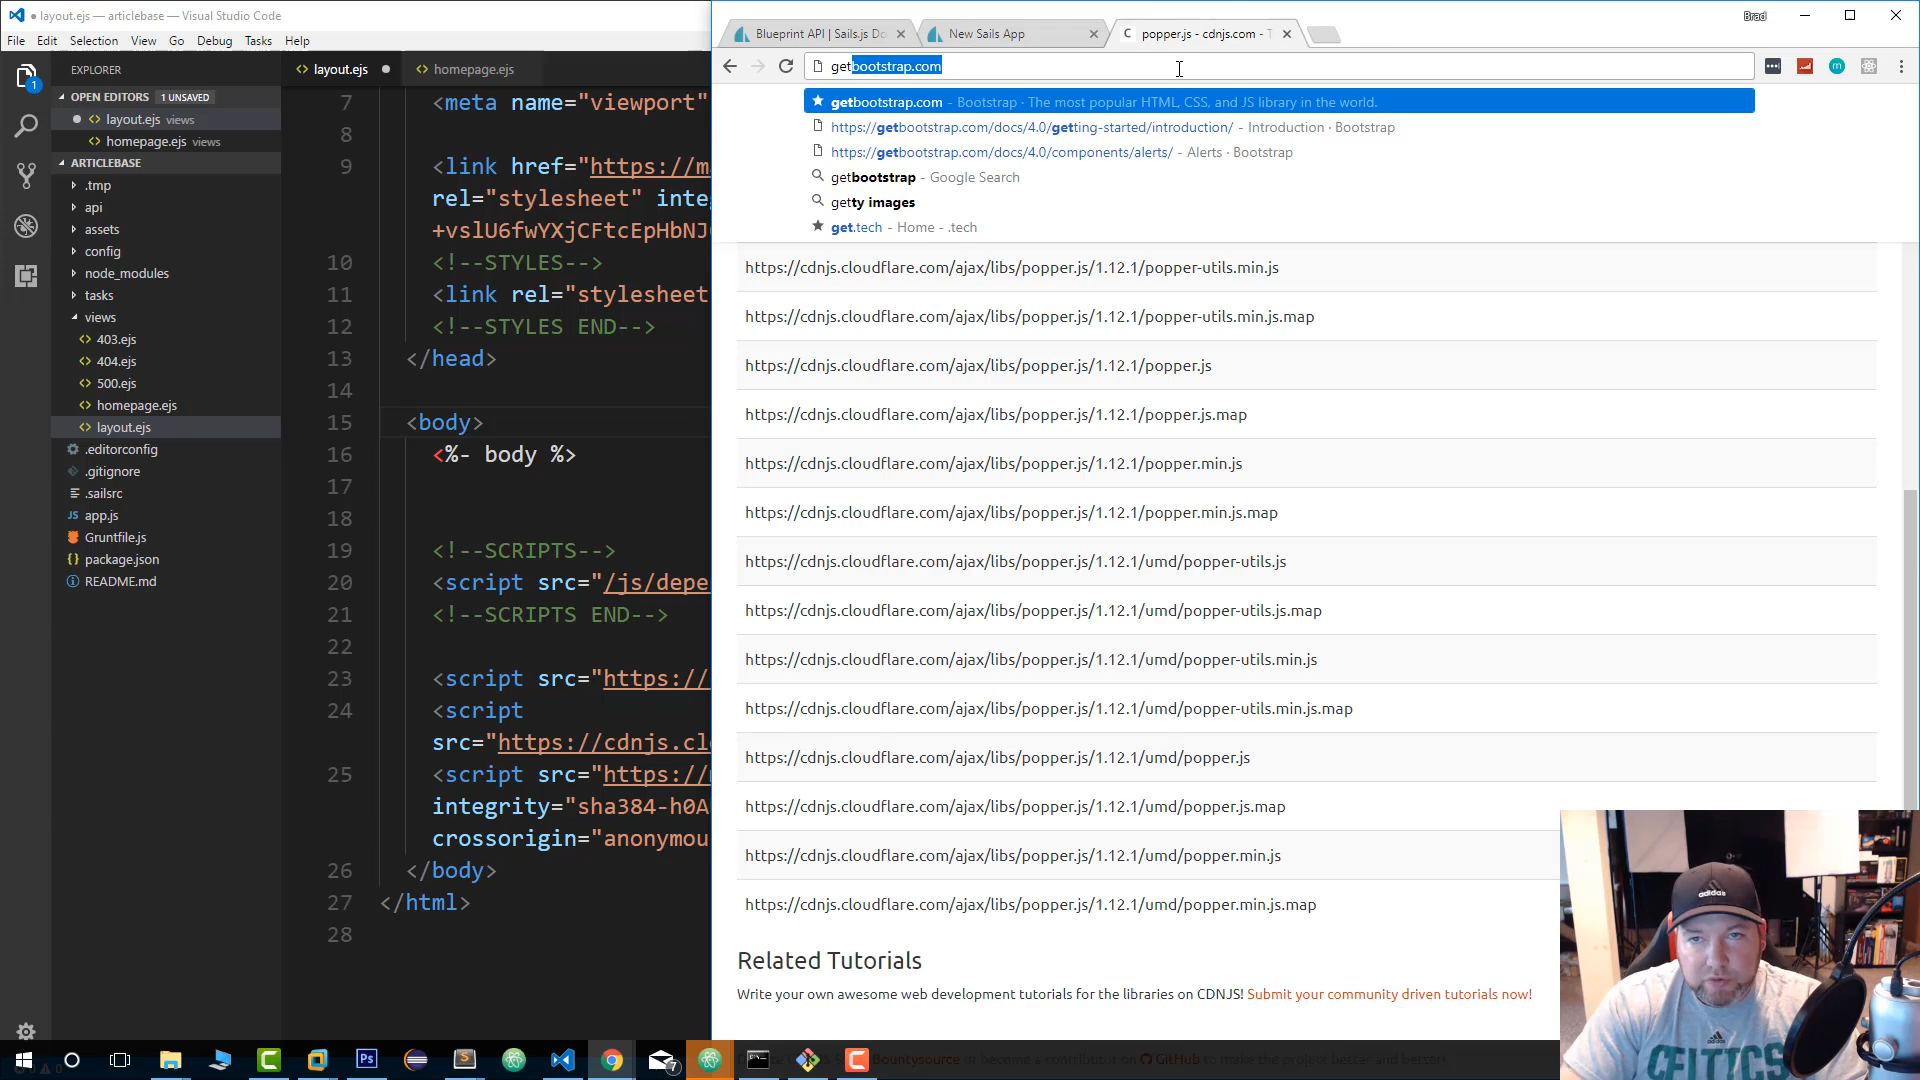 layout.ejs — articlebase — Visual Studio Code
File Edit Selection View Go Debug Tasks Help
EXPLORER
OPEN EDITORS 1 UNSAVED
layout.ejs views
homepage.ejs views
ARTICLEBASE
.tmp
api
assets
config
node_modules
tasks
views
403.ejs
404.ejs
500.ejs
homepage.ejs
layout.ejs
.editorconfig
.gitignore
.sailsrc
app.js
Gruntfile.js
package.json
README.md
1
layout.ejs homepage.ejs
7 <meta name="viewport"
8
9 <link href="https://m
rel="stylesheet" inte
+vslU6fwYXjCFtcEpHbNJ
10 <!--STYLES-->
11 <link rel="stylesheet
12 <!--STYLES END-->
13 </head>
14
15 <body>
16 <%- body %>
17
18
19 <!--SCRIPTS-->
20 <script src="/js/depe
21 <!--SCRIPTS END-->
22
23 <script src="https://
24 <script
src="https://cdnjs.cl
25 <script src="https://
integrity="sha384-h0A
crossorigin="anonymou
26 </body>
27 </html>
28
Blueprint API | Sails.js Do New Sails App popper.js - cdnjs.com - T
Brad
getbootstrap.com
getbootstrap.com - Bootstrap · The most popular HTML, CSS, and JS library in the world.
https://getbootstrap.com/docs/4.0/getting-started/introduction/ - Introduction · Bootstrap
https://getbootstrap.com/docs/4.0/components/alerts/ - Alerts · Bootstrap
getbootstrap - Google Search
getty images
get.tech - Home - .tech
https://cdnjs.cloudflare.com/ajax/libs/popper.js/1.12.1/popper-utils.min.js
https://cdnjs.cloudflare.com/ajax/libs/popper.js/1.12.1/popper-utils.min.js.map
https://cdnjs.cloudflare.com/ajax/libs/popper.js/1.12.1/popper.js
https://cdnjs.cloudflare.com/ajax/libs/popper.js/1.12.1/popper.js.map
https://cdnjs.cloudflare.com/ajax/libs/popper.js/1.12.1/popper.min.js
https://cdnjs.cloudflare.com/ajax/libs/popper.js/1.12.1/popper.min.js.map
https://cdnjs.cloudflare.com/ajax/libs/popper.js/1.12.1/umd/popper-utils.js
https://cdnjs.cloudflare.com/ajax/libs/popper.js/1.12.1/umd/popper-utils.js.map
https://cdnjs.cloudflare.com/ajax/libs/popper.js/1.12.1/umd/popper-utils.min.js
https://cdnjs.cloudflare.com/ajax/libs/popper.js/1.12.1/umd/popper-utils.min.js.map
https://cdnjs.cloudflare.com/ajax/libs/popper.js/1.12.1/umd/popper.js
https://cdnjs.cloudflare.com/ajax/libs/popper.js/1.12.1/umd/popper.js.map
https://cdnjs.cloudflare.com/ajax/libs/popper.js/1.12.1/umd/popper.min.js
https://cdnjs.cloudflare.com/ajax/libs/popper.js/1.12.1/umd/popper.min.js.map
Related Tutorials
Write your own awesome web development tutorials for the libraries on CDNJS! Submit your community driven tutorials now!
Bountysource or become a contributor on GitHub to make the project better and better!
adidas
CELTICS